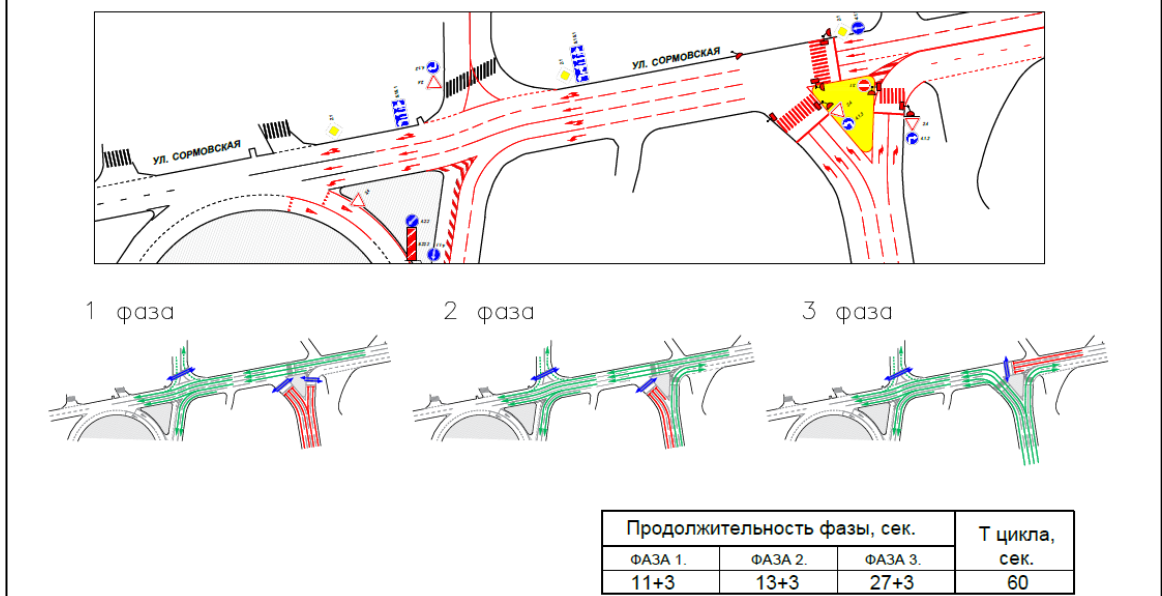 УЛ. СОРМОВСКАЯ
УЛ. СОРМОВСКАЯ
1 фаза
2 фаза
3 фаза
Продолжительность фазы, сек.
Т цикла, сек.
ФАЗА 1.
ФАЗА 2.
ФАЗА 3.
11+3
13+3
27+3
60